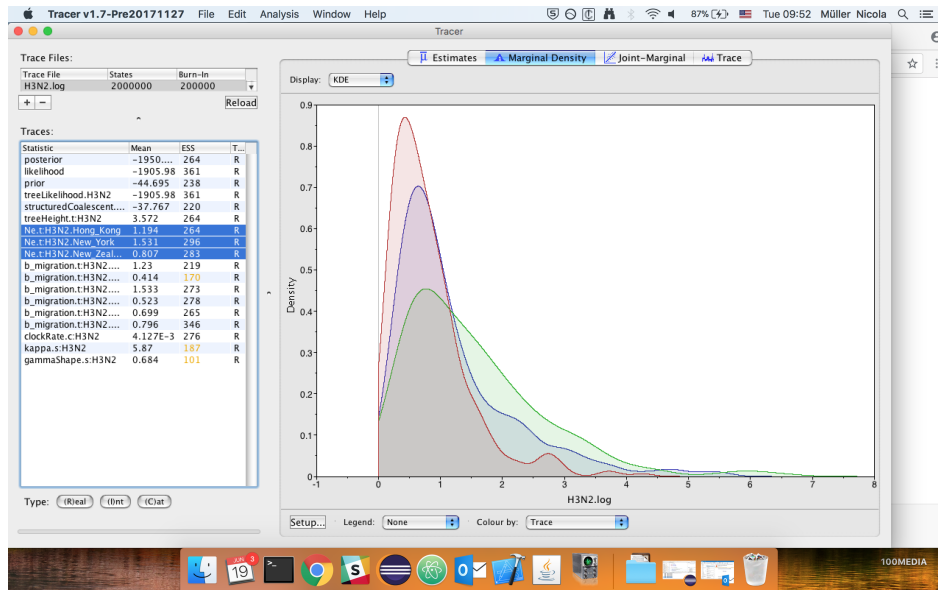 Tracer v1.7-Pre20171127 File Edit Analysis Window Help 87% Tue 09:52 Müller Nicola
Tracer
Trace Files:
Trace File States Burn-In
H3N2.log 2000000 200000
+ − Reload
Traces:
Statistic Mean ESS T...
posterior −1950.... 264 R
likelihood −1905.98 361 R
prior −44.695 238 R
treeLikelihood.H3N2 −1905.98 361 R
structuredCoalescent.... −37.767 220 R
treeHeight.t:H3N2 3.572 264 R
Ne.t:H3N2.Hong_Kong 1.194 264 R
Ne.t:H3N2.New_York 1.531 296 R
Ne.t:H3N2.New_Zeal... 0.807 283 R
b_migration.t:H3N2.... 1.23 219 R
b_migration.t:H3N2.... 0.414 170 R
b_migration.t:H3N2.... 1.533 273 R
b_migration.t:H3N2.... 0.523 278 R
b_migration.t:H3N2.... 0.699 265 R
b_migration.t:H3N2.... 0.796 346 R
clockRate.c:H3N2 4.127E-3 276 R
kappa.s:H3N2 5.87 187 R
gammaShape.s:H3N2 0.684 101 R
Type: (R)eal (I)nt (C)at
Estimates Marginal Density Joint-Marginal Trace
Display: KDE
0.9
0.8
0.7
0.6
0.5
0.4
0.3
0.2
0.1
0
Density
-1 0 1 2 3 4 5 6 7 8
H3N2.log
Setup... Legend: None Colour by: Trace
JUN 3
19
100MEDIA